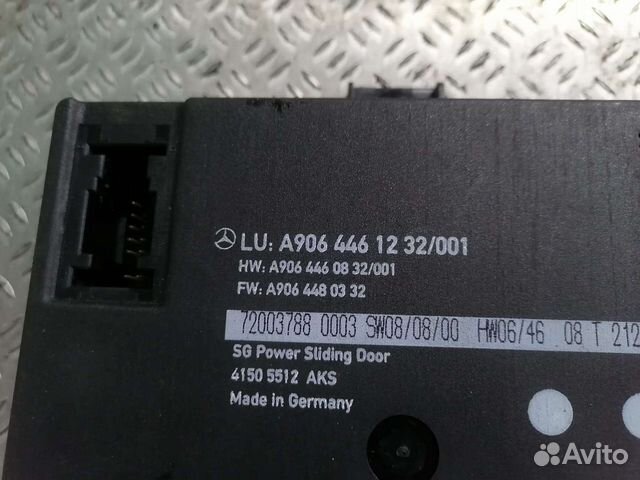 LU: A906 446 12 32/001
HW: A906 446 08 32/001
FW: A906 448 03 32
72003788 0003 SW08/08/00 HW06/46 08 T 212
SG Power Sliding Door
4150 5512 AKS
Made in Germany
Avito